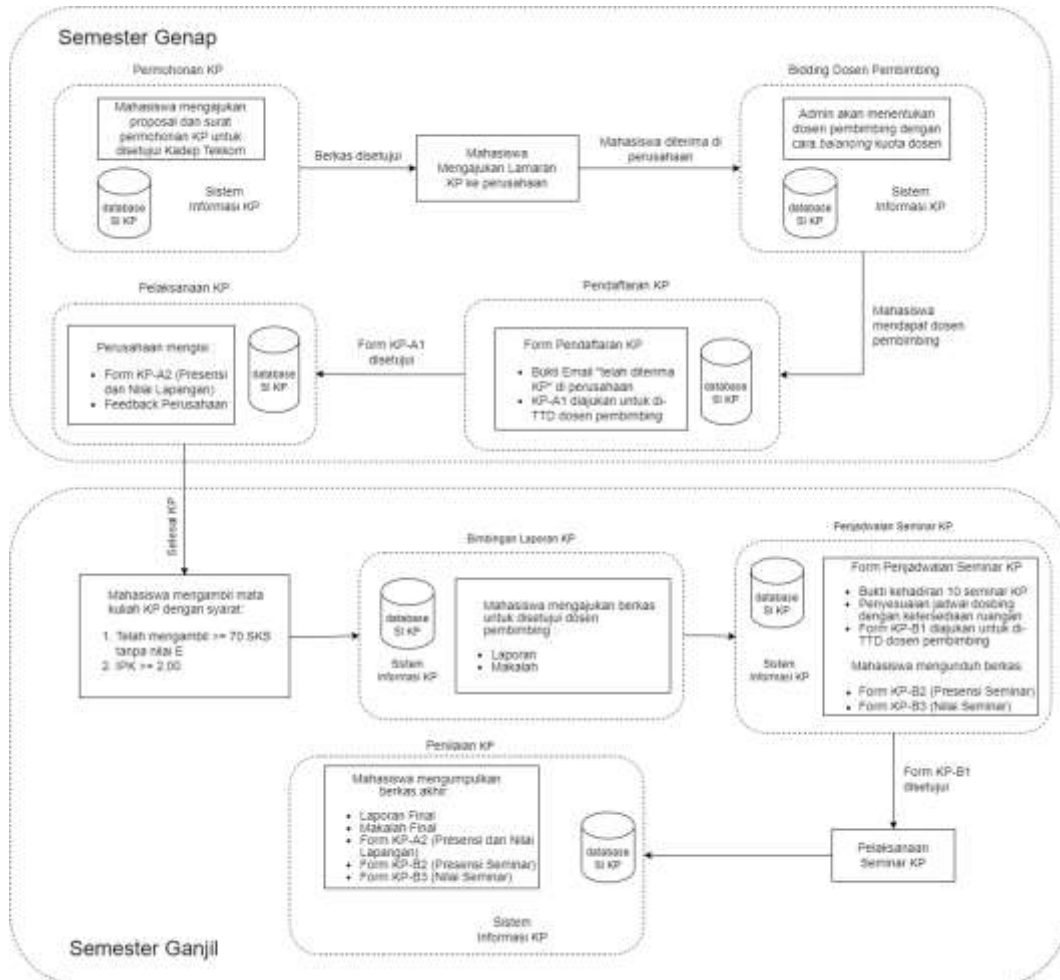 Semester Genap
Permohonan KP
Mahasiswa mengajukan
proposal dan surat
permohonan KP untuk
disetujui Kadep Tekkom
database
SI KP
Sistem
Informasi KP
Berkas disetujui
Mahasiswa
Mengajukan Lamaran
KP ke perusahaan
Mahasiswa diterima di
perusahaan
Bidding Dosen Pembimbing
Admin akan menentukan
dosen pembimbing dengan
cara balancing kuota dosen
database
SI KP
Sistem
Informasi KP
Mahasiswa
mendapat dosen
pembimbing
Pendaftaran KP
Form Pendaftaran KP
• Bukti Email "telah diterima
KP" di perusahaan
• KP-A1 diajukan untuk di-
TTD dosen pembimbing
database
SI KP
Form KP-A1
disetujui
Pelaksanaan KP
Perusahaan mengisi
• Form KP-A2 (Presensi
dan Nilai Lapangan)
• Feedback Perusahaan
database
SI KP
Selesai KP
Mahasiswa mengambil mata
kuliah KP dengan syarat:
1. Telah mengambil >= 70 SKS
tanpa nilai E
2. IPK >= 2,00
Bimbingan Laporan KP
database
SI KP
Sistem
Informasi KP
Mahasiswa mengajukan berkas
untuk disetujui dosen
pembimbing
• Laporan
• Makalah
Penjadwalan Seminar KP
database
SI KP
Sistem
Informasi KP
Form Penjadwalan Seminar KP
• Bukti kehadiran 10 seminar KP
• Penyesuaian jadwal dosbing
dengan ketersediaan ruangan
• Form KP-B1 diajukan untuk di-
TTD dosen pembimbing
Mahasiswa mengunduh berkas:
• Form KP-B2 (Presensi Seminar)
• Form KP-B3 (Nilai Seminar)
Form KP-B1
disetujui
Pelaksanaan
Seminar KP
Penilaian KP
Mahasiswa mengumpulkan
berkas akhir:
• Laporan Final
• Makalah Final
• Form KP-A2 (Presensi dan Nilai
Lapangan)
• Form KP-B2 (Presensi Seminar)
• Form KP-B3 (Nilai Seminar)
database
SI KP
Sistem
Informasi KP
Semester Ganjil